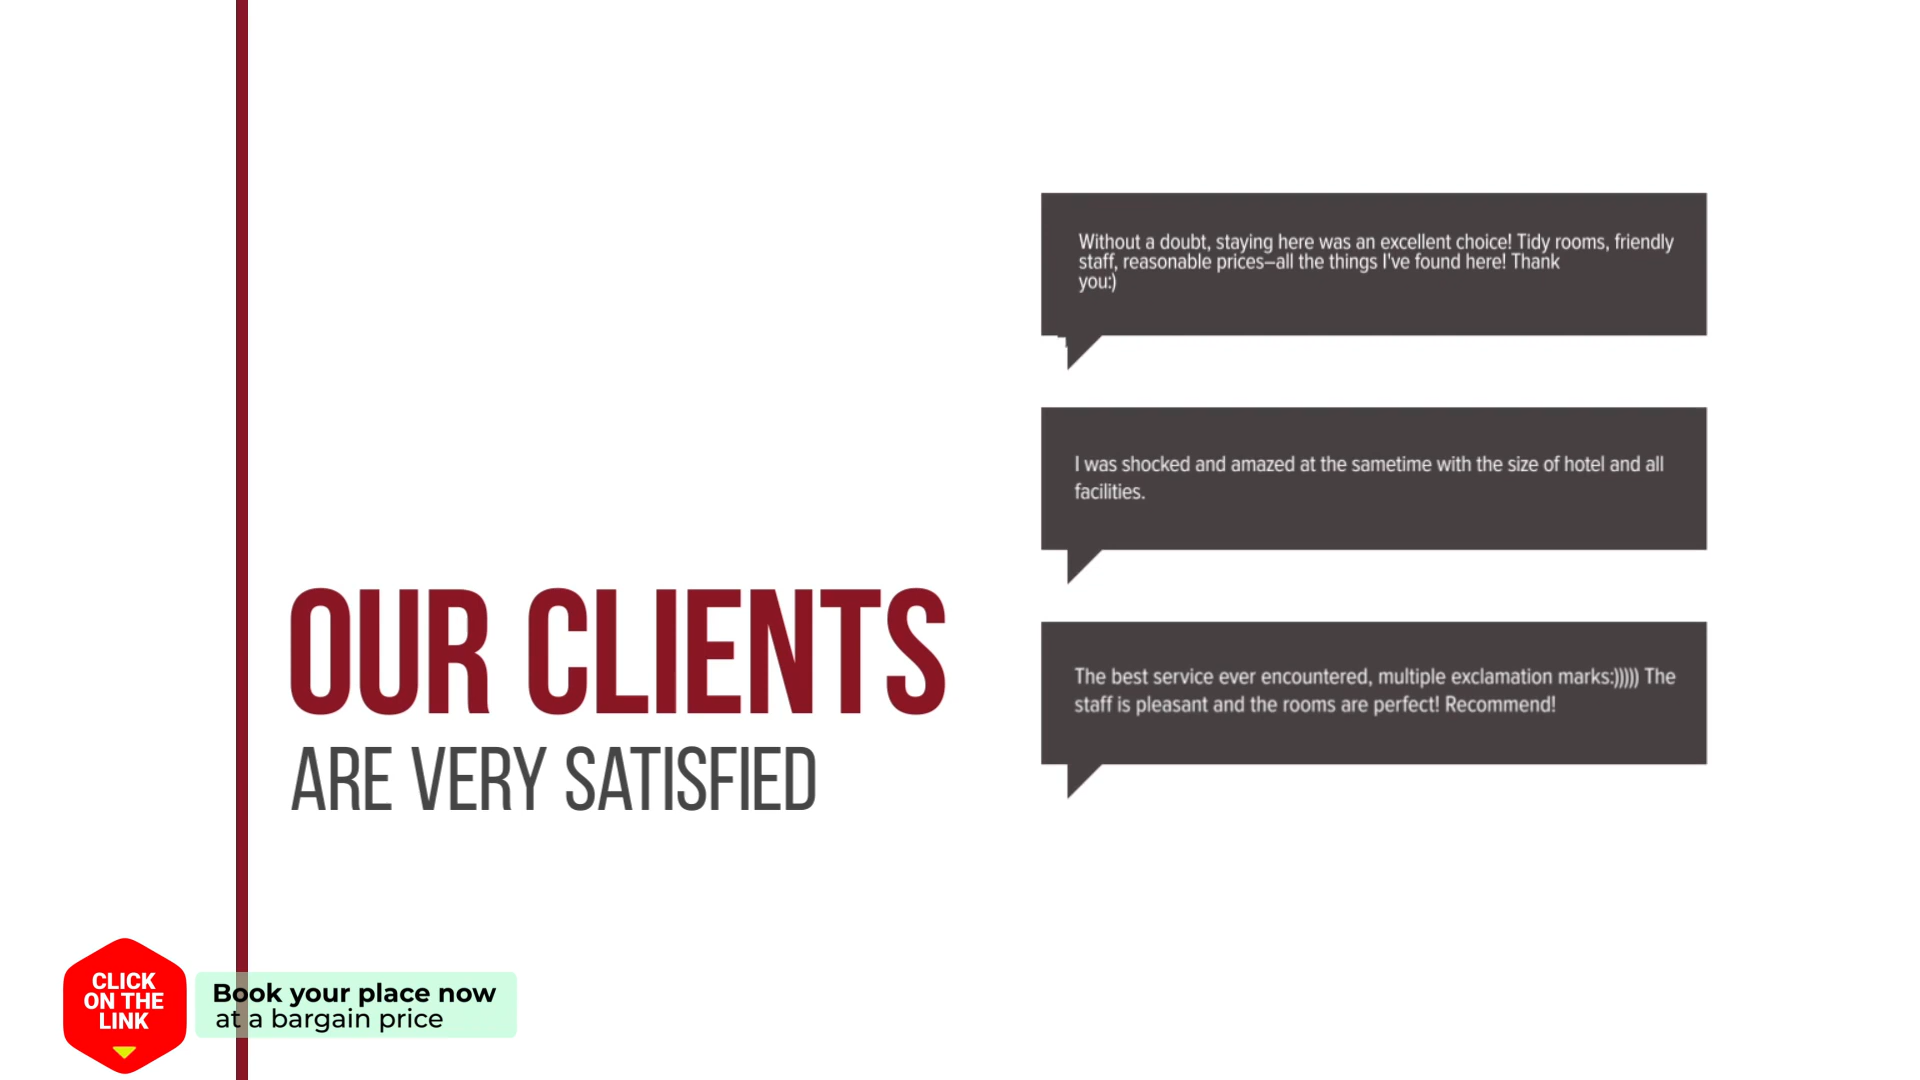 Without a doubt, staying here was an excellent choice! Tidy rooms, friendly
staff, reasonable prices–all the things I've found here! Thank
you:)
I was shocked and amazed at the sametime with the size of hotel and all
facilities.
The best service ever encountered, multiple exclamation marks:))))) The
staff is pleasant and the rooms are perfect! Recommend!
OUR CLIENTS
ARE VERY SATISFIED
CLICK
ON THE
LINK
Book your place now
at a bargain price